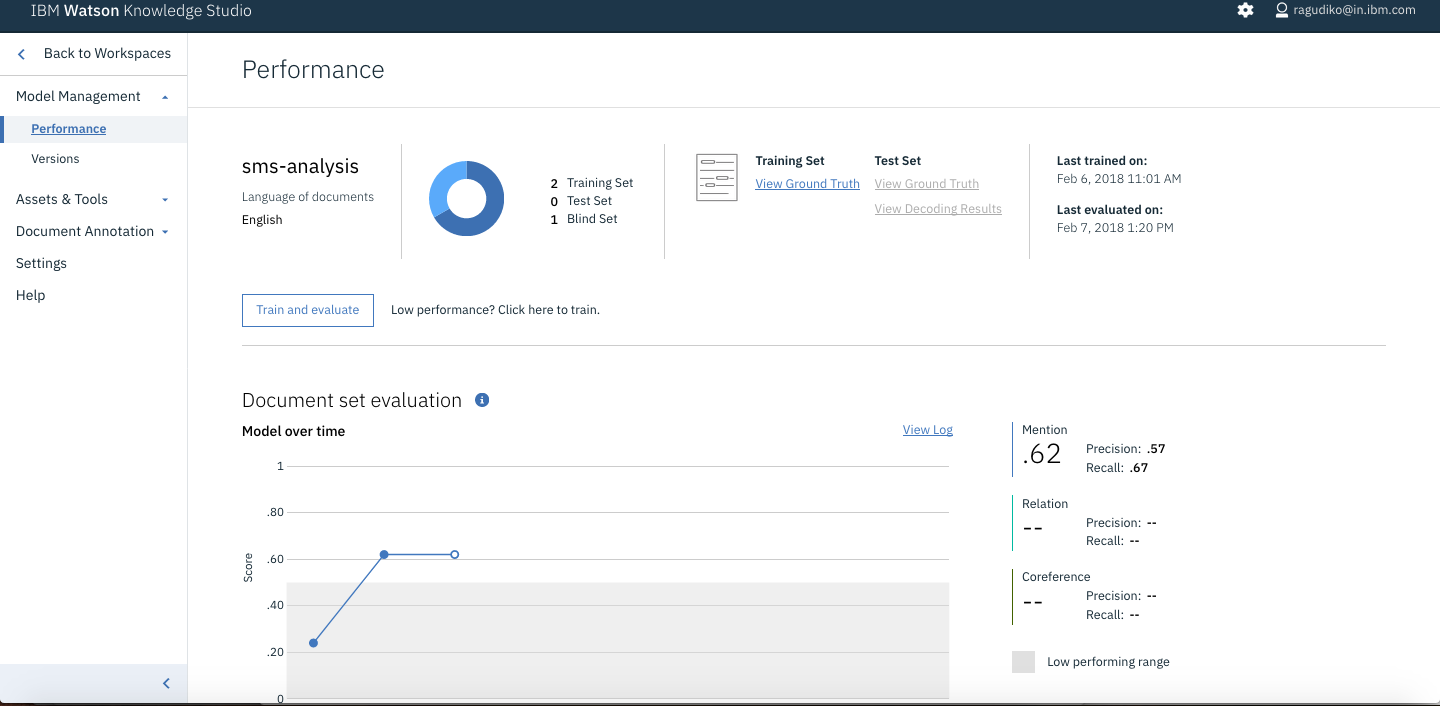 IBM Watson Knowledge Studio
ragudiko@in.ibm.com
Back to Workspaces
Model Management
Performance
Versions
Assets & Tools
Document Annotation
Settings
Help
Performance
sms-analysis
Language of documents
English
2 Training Set
0 Test Set
1 Blind Set
Training Set
View Ground Truth
Test Set
View Ground Truth
View Decoding Results
Last trained on:
Feb 6, 2018 11:01 AM
Last evaluated on:
Feb 7, 2018 1:20 PM
Train and evaluate
Low performance? Click here to train.
Document set evaluation
Model over time
View Log
Score
1
.80
.60
.40
.20
0
Mention
.62
Precision: .57
Recall: .67
Relation
--
Precision: --
Recall: --
Coreference
--
Precision: --
Recall: --
Low performing range